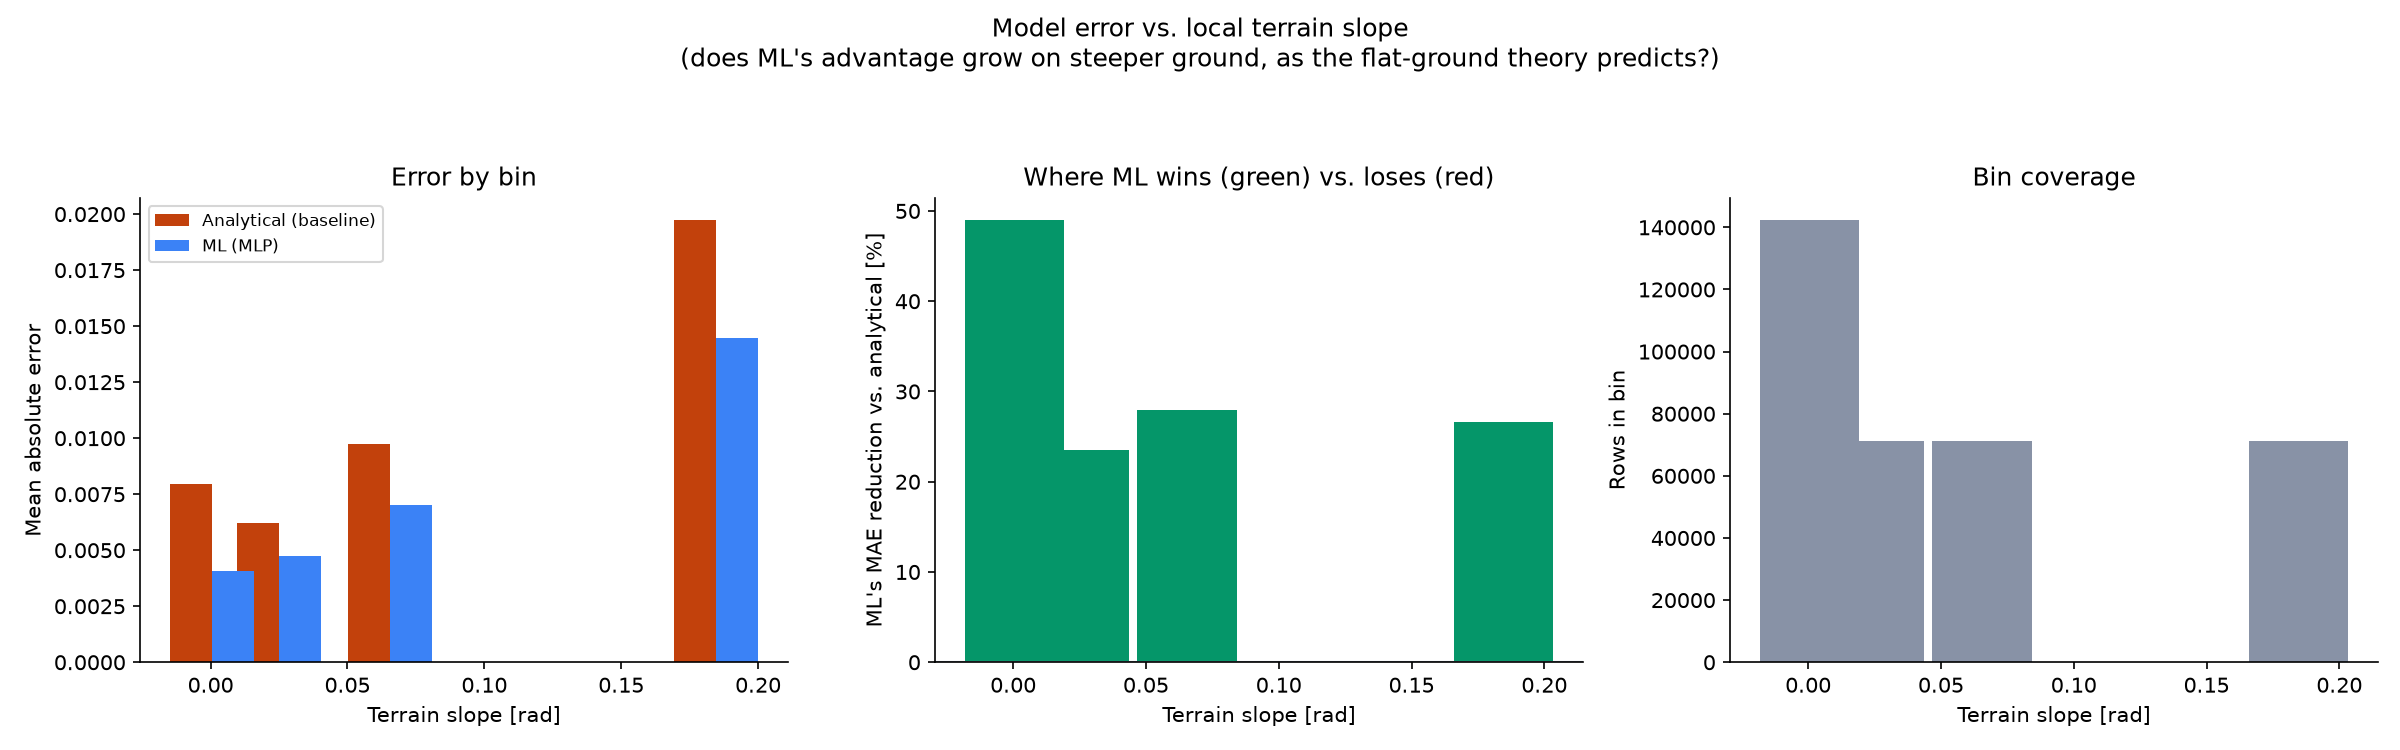 Model error vs. local terrain slope
(does ML's advantage grow on steeper ground, as the flat-ground theory predicts?)
Error by bin
Analytical (baseline)
ML (MLP)
Mean absolute error
0.0200
0.0175
0.0150
0.0125
0.0100
0.0075
0.0050
0.0025
0.0000
0.00 0.05 0.10 0.15 0.20
Terrain slope [rad]
Where ML wins (green) vs. loses (red)
ML's MAE reduction vs. analytical [%]
50
40
30
20
10
0
0.00 0.05 0.10 0.15 0.20
Terrain slope [rad]
Bin coverage
Rows in bin
140000
120000
100000
80000
60000
40000
20000
0
0.00 0.05 0.10 0.15 0.20
Terrain slope [rad]